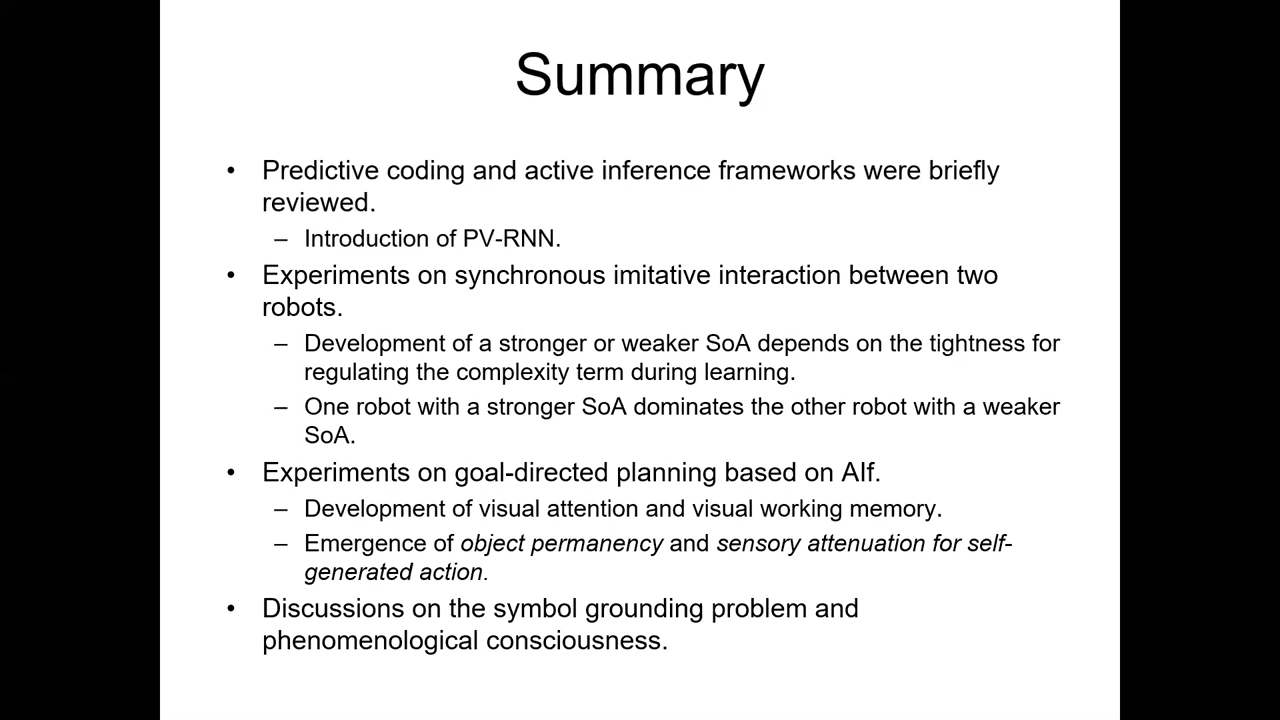 Summary
• Predictive coding and active inference frameworks were briefly
reviewed.
– Introduction of PV-RNN.
• Experiments on synchronous imitative interaction between two
robots.
– Development of a stronger or weaker SoA depends on the tightness for
regulating the complexity term during learning.
– One robot with a stronger SoA dominates the other robot with a weaker
SoA.
• Experiments on goal-directed planning based on AIf.
– Development of visual attention and visual working memory.
– Emergence of object permanency and sensory attenuation for self-
generated action.
• Discussions on the symbol grounding problem and
phenomenological consciousness.